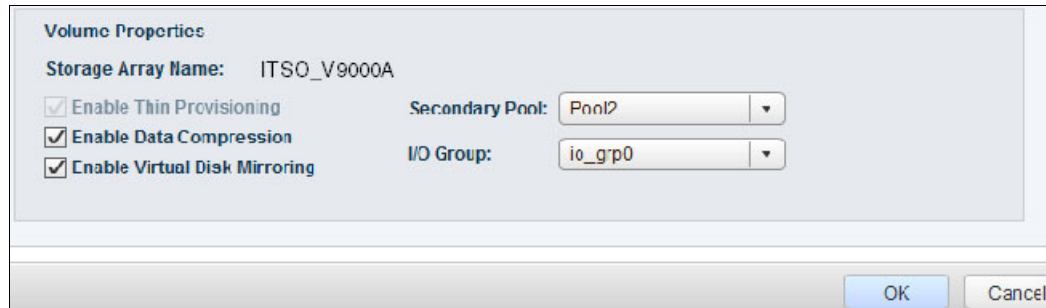 Volume Properties
Storage Array Name: ITSO_V9000A
Enable Thin Provisioning
Secondary Pool: Pool2
Enable Data Compression
I/O Group: io_grp0
Enable Virtual Disk Mirroring
OK Cancel